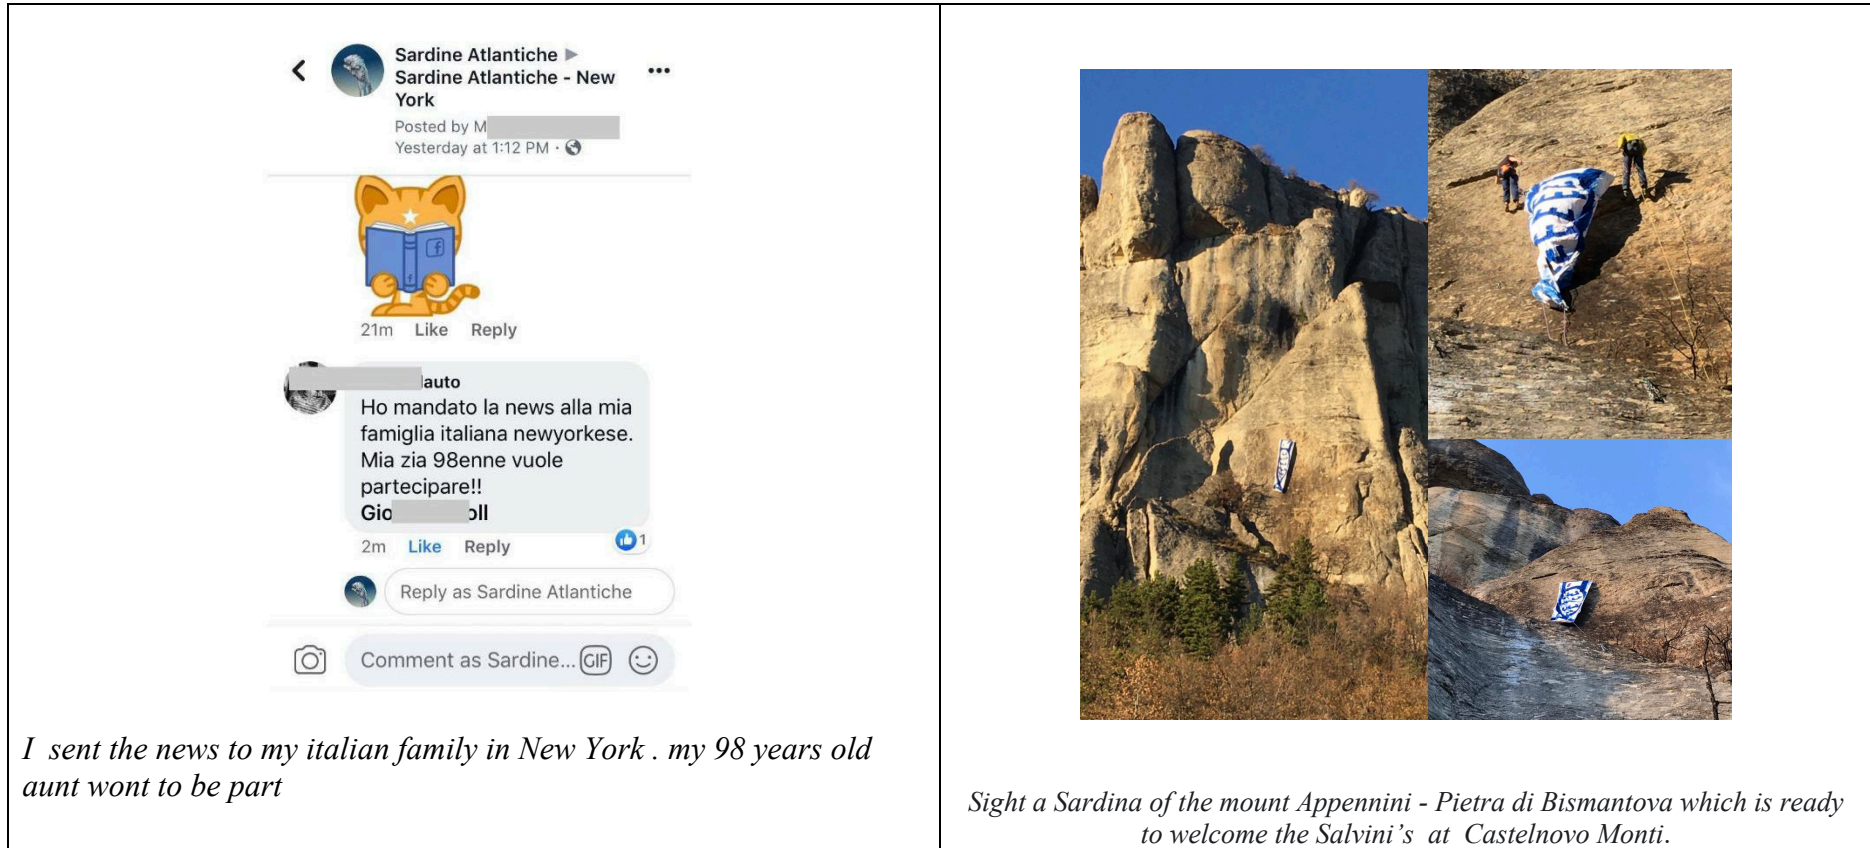 Sardine Atlantiche
Sardine Atlantiche - New
York
Posted by M
Yesterday at 1:12 PM
21m Like Reply
lauto
Ho mandato la news alla mia
famiglia italiana newyorkese.
Mia zia 98enne vuole
partecipare!!
Gio oll
2m Like Reply
1
Reply as Sardine Atlantiche
Comment as Sardine... GIF
I sent the news to my italian family in New York . my 98 years old
aunt wont to be part
Sight a Sardina of the mount Appennini - Pietra di Bismantova which is ready
to welcome the Salvini’s at Castelnovo Monti.